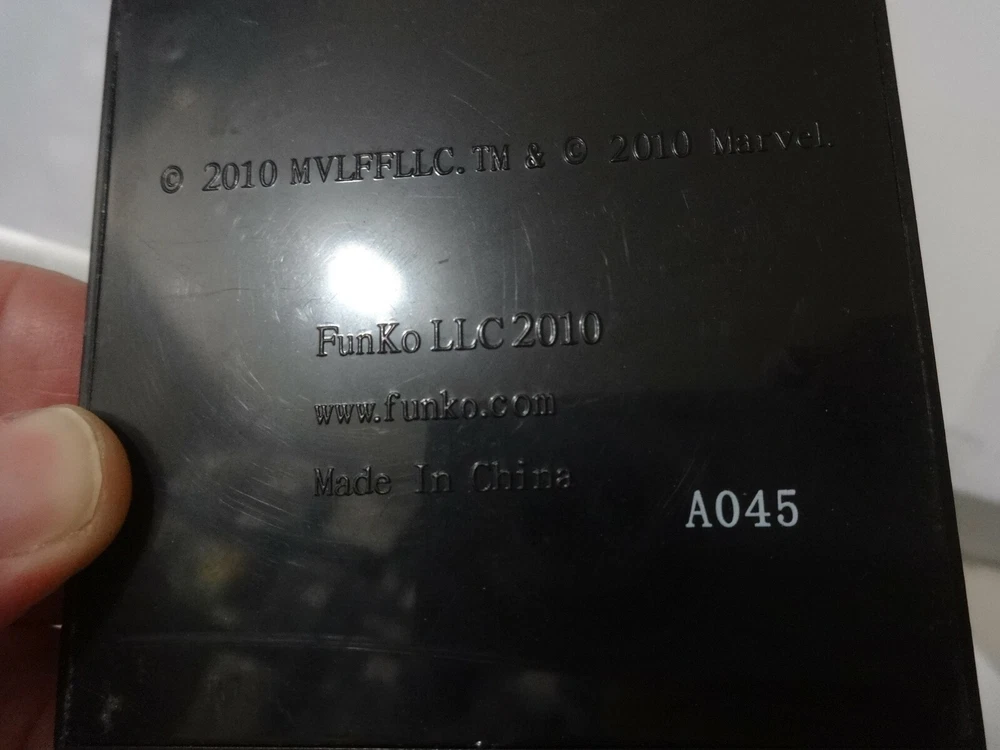 © 2010 MVLFFLLC. TM & © 2010 Marvel.
FunKo LLC 2010
www.funko.com
Made In China
A045